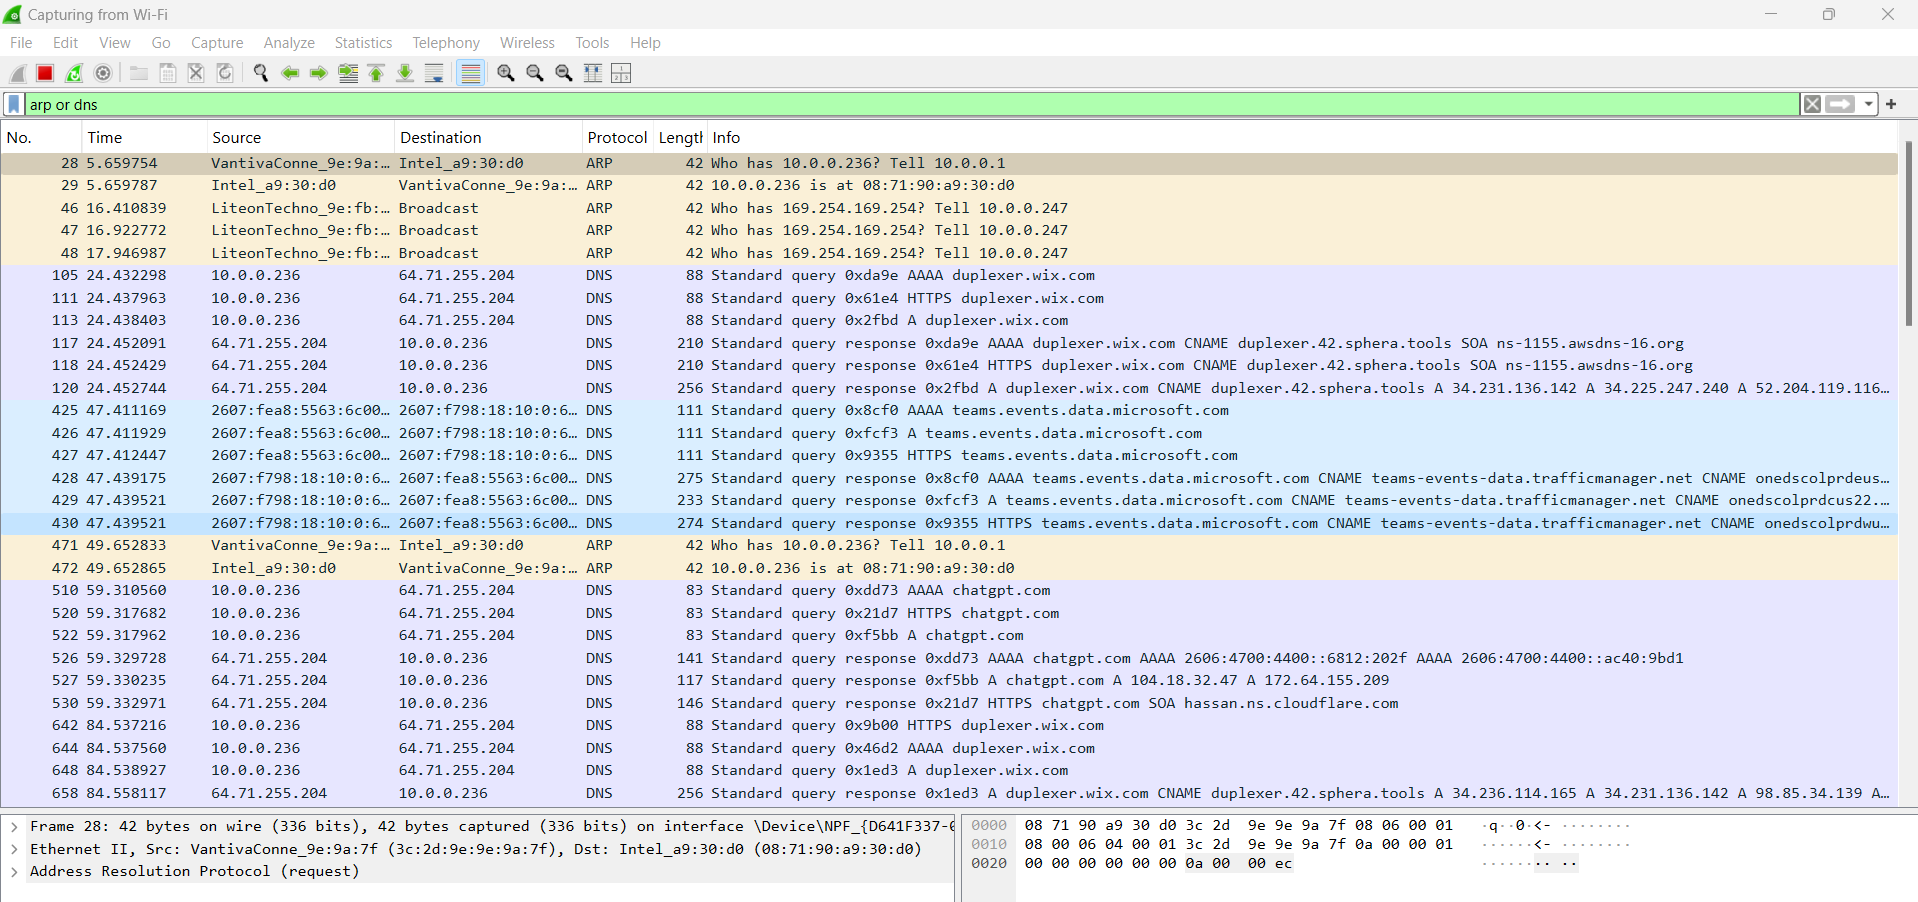 Capturing from Wi-Fi
File Edit View Go Capture Analyze Statistics Telephony Wireless Tools Help
arp or dns
No. Time Source Destination Protocol Length Info
28 5.659754 VantivaConne_9e:9a:… Intel_a9:30:d0 ARP 42 Who has 10.0.0.236? Tell 10.0.0.1
29 5.659787 Intel_a9:30:d0 VantivaConne_9e:9a:… ARP 42 10.0.0.236 is at 08:71:90:a9:30:d0
46 16.410839 LiteonTechno_9e:fb:… Broadcast ARP 42 Who has 169.254.169.254? Tell 10.0.0.247
47 16.922772 LiteonTechno_9e:fb:… Broadcast ARP 42 Who has 169.254.169.254? Tell 10.0.0.247
48 17.946987 LiteonTechno_9e:fb:… Broadcast ARP 42 Who has 169.254.169.254? Tell 10.0.0.247
105 24.432298 10.0.0.236 64.71.255.204 DNS 88 Standard query 0xda9e AAAA duplexer.wix.com
111 24.437963 10.0.0.236 64.71.255.204 DNS 88 Standard query 0x61e4 HTTPS duplexer.wix.com
113 24.438403 10.0.0.236 64.71.255.204 DNS 88 Standard query 0x2fbd A duplexer.wix.com
117 24.452091 64.71.255.204 10.0.0.236 DNS 210 Standard query response 0xda9e AAAA duplexer.wix.com CNAME duplexer.42.sphera.tools SOA ns-1155.awsdns-16.org
118 24.452429 64.71.255.204 10.0.0.236 DNS 210 Standard query response 0x61e4 HTTPS duplexer.wix.com CNAME duplexer.42.sphera.tools SOA ns-1155.awsdns-16.org
120 24.452744 64.71.255.204 10.0.0.236 DNS 256 Standard query response 0x2fbd A duplexer.wix.com CNAME duplexer.42.sphera.tools A 34.231.136.142 A 34.225.247.240 A 52.204.119.116…
425 47.411169 2607:fea8:5563:6c00… 2607:f798:18:10:0:6… DNS 111 Standard query 0x8cf0 AAAA teams.events.data.microsoft.com
426 47.411929 2607:fea8:5563:6c00… 2607:f798:18:10:0:6… DNS 111 Standard query 0xfcf3 A teams.events.data.microsoft.com
427 47.412447 2607:fea8:5563:6c00… 2607:f798:18:10:0:6… DNS 111 Standard query 0x9355 HTTPS teams.events.data.microsoft.com
428 47.439175 2607:f798:18:10:0:6… 2607:fea8:5563:6c00… DNS 275 Standard query response 0x8cf0 AAAA teams.events.data.microsoft.com CNAME teams-events-data.trafficmanager.net CNAME onedscolprdeus…
429 47.439521 2607:f798:18:10:0:6… 2607:fea8:5563:6c00… DNS 233 Standard query response 0xfcf3 A teams.events.data.microsoft.com CNAME teams-events-data.trafficmanager.net CNAME onedscolprdcus22.…
430 47.439521 2607:f798:18:10:0:6… 2607:fea8:5563:6c00… DNS 274 Standard query response 0x9355 HTTPS teams.events.data.microsoft.com CNAME teams-events-data.trafficmanager.net CNAME onedscolprdwu…
471 49.652833 VantivaConne_9e:9a:… Intel_a9:30:d0 ARP 42 Who has 10.0.0.236? Tell 10.0.0.1
472 49.652865 Intel_a9:30:d0 VantivaConne_9e:9a:… ARP 42 10.0.0.236 is at 08:71:90:a9:30:d0
510 59.310560 10.0.0.236 64.71.255.204 DNS 83 Standard query 0xdd73 AAAA chatgpt.com
520 59.317682 10.0.0.236 64.71.255.204 DNS 83 Standard query 0x21d7 HTTPS chatgpt.com
522 59.317962 10.0.0.236 64.71.255.204 DNS 83 Standard query 0xf5bb A chatgpt.com
526 59.329728 64.71.255.204 10.0.0.236 DNS 141 Standard query response 0xdd73 AAAA chatgpt.com AAAA 2606:4700:4400::6812:202f AAAA 2606:4700:4400::ac40:9bd1
527 59.330235 64.71.255.204 10.0.0.236 DNS 117 Standard query response 0xf5bb A chatgpt.com A 104.18.32.47 A 172.64.155.209
530 59.332971 64.71.255.204 10.0.0.236 DNS 146 Standard query response 0x21d7 HTTPS chatgpt.com SOA hassan.ns.cloudflare.com
642 84.537216 10.0.0.236 64.71.255.204 DNS 88 Standard query 0x9b00 HTTPS duplexer.wix.com
644 84.537560 10.0.0.236 64.71.255.204 DNS 88 Standard query 0x46d2 AAAA duplexer.wix.com
648 84.538927 10.0.0.236 64.71.255.204 DNS 88 Standard query 0x1ed3 A duplexer.wix.com
658 84.558117 64.71.255.204 10.0.0.236 DNS 256 Standard query response 0x1ed3 A duplexer.wix.com CNAME duplexer.42.sphera.tools A 34.236.114.165 A 34.231.136.142 A 98.85.34.139 A…
Frame 28: 42 bytes on wire (336 bits), 42 bytes captured (336 bits) on interface \Device\NPF_{D641F337-
Ethernet II, Src: VantivaConne_9e:9a:7f (3c:2d:9e:9e:9a:7f), Dst: Intel_a9:30:d0 (08:71:90:a9:30:d0)
Address Resolution Protocol (request)
0000 08 71 90 a9 30 d0 3c 2d 9e 9e 9a 7f 08 06 00 01 ·q··0·<- ········
0010 08 00 06 04 00 01 3c 2d 9e 9e 9a 7f 0a 00 00 01 ······<- ········
0020 00 00 00 00 00 00 0a 00 00 ec ········ ··